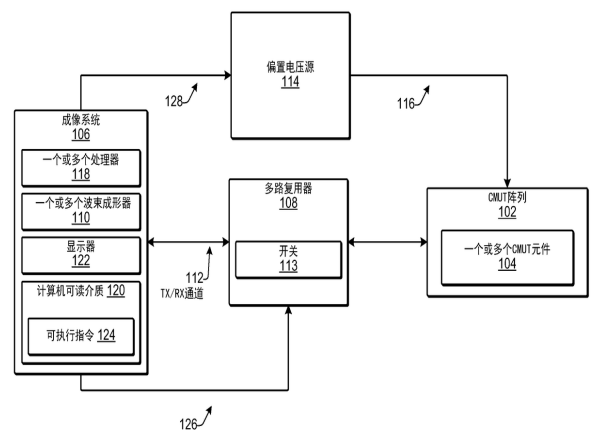 偏置电压源
114
128
116
成像系统
106
一个或多个处理器
118
一个或多个波束成形器
110
显示器
122
计算机可读介质 120
可执行指令 124
多路复用器
108
开关
113
112
TX/RX通道
CMUT阵列
102
一个或多个CMUT元件
104
126